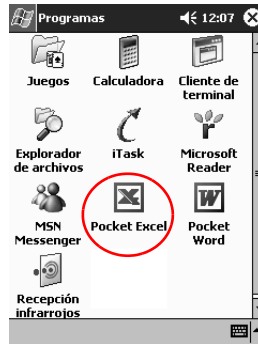 Programas 12:07
Juegos Calculadora Cliente de
terminal
Explorador iTask Microsoft
de archivos Reader
MSN Pocket Excel Pocket
Messenger Word
Recepción
infrarrojos